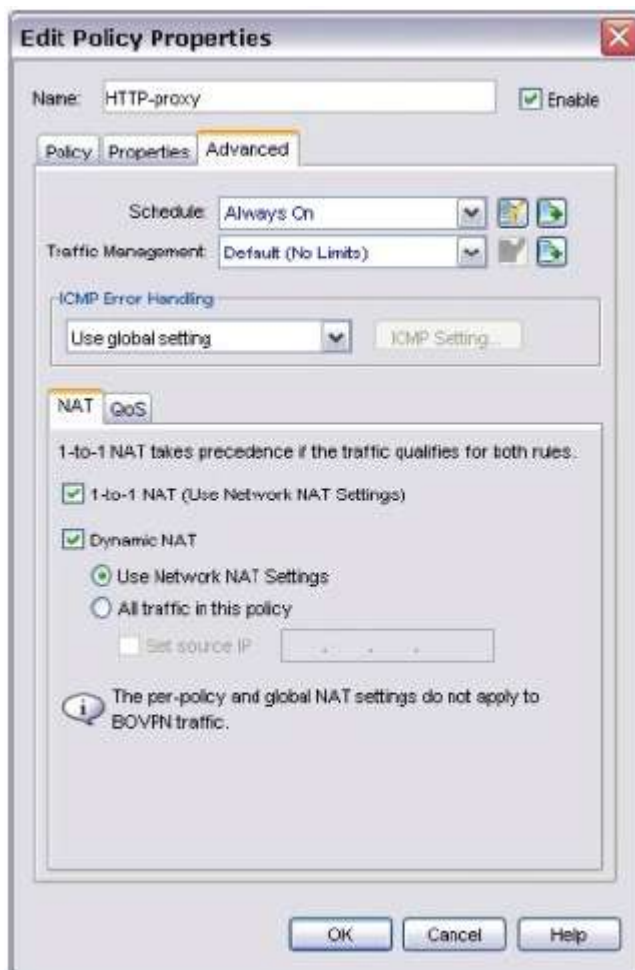 Edit Policy Properties
Name: HTTP-proxy Enable
Policy Properties Advanced
Schedule: Always On
Traffic Management: Default (No Limits)
ICMP Error Handling
Use global setting ICMP Setting...
NAT QoS
1-to-1 NAT takes precedence if the traffic qualifies for both rules.
1-to-1 NAT (Use Network NAT Settings)
Dynamic NAT
Use Network NAT Settings
All traffic in this policy
Set source IP . . .
The per-policy and global NAT settings do not apply to
BOVPN traffic.
OK Cancel Help